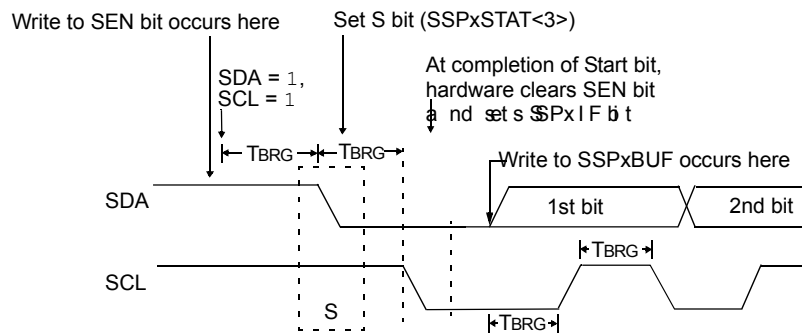 Write to SEN bit occurs here
Set S bit (SSPxSTAT<3>)
SDA = 1,
SCL = 1
At completion of Start bit,
hardware clears SEN bit
and sets SSPxIF bit
TBRG
TBRG
Write to SSPxBUF occurs here
SDA
1st bit
2nd bit
TBRG
SCL
S
TBRG